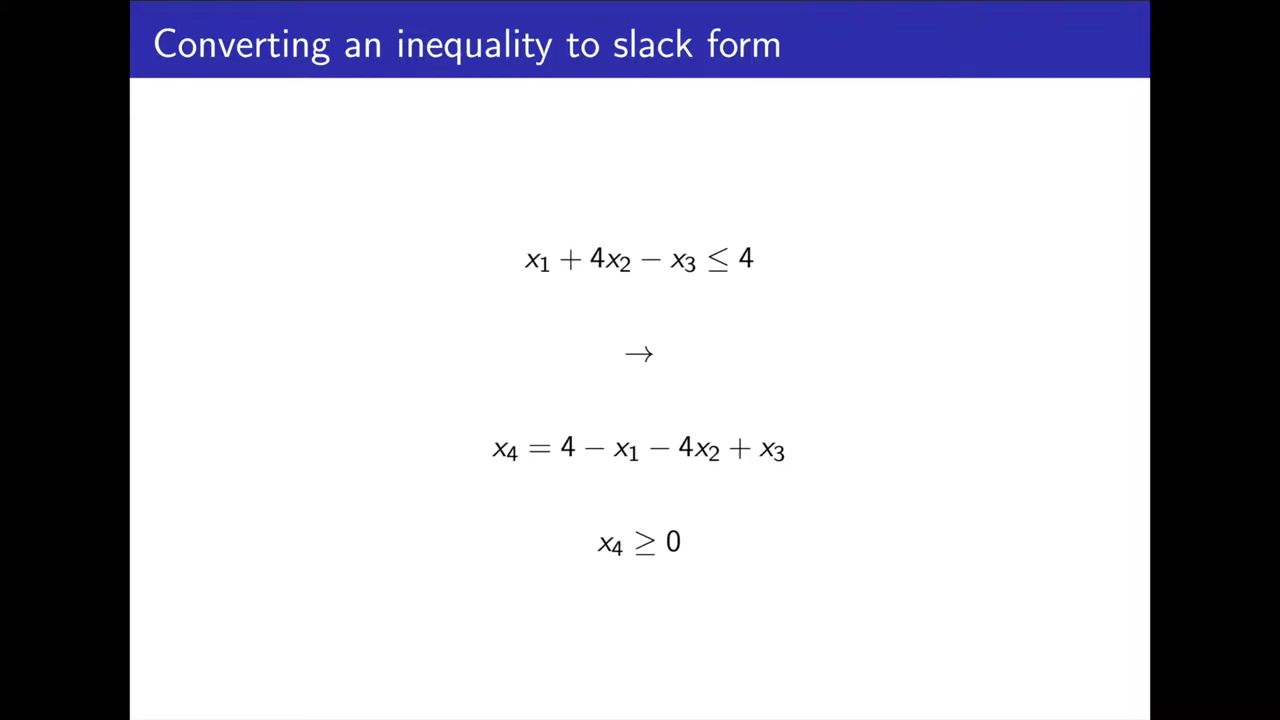 Converting an inequality to slack form
x₁ + 4x₂ − x₃ ≤ 4
→
x₄ = 4 − x₁ − 4x₂ + x₃
x₄ ≥ 0